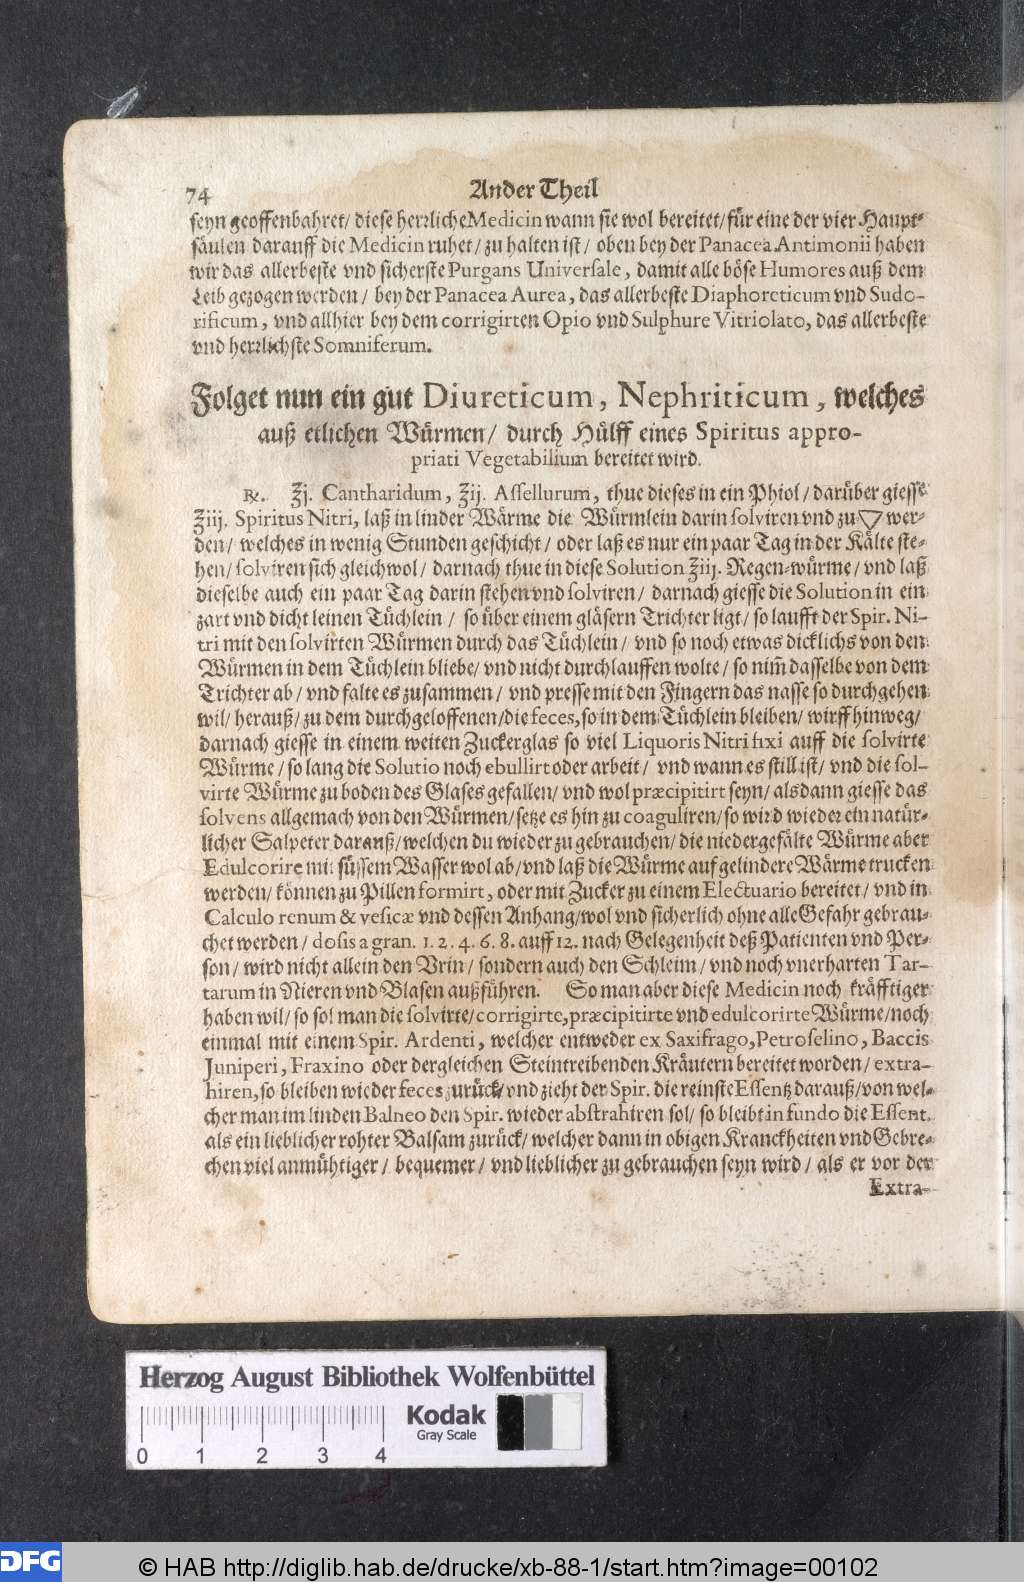 74 Ander Theil
seyn geoffenbahret/ diese herrliche Medicin wann sie wol bereitet/ für eine der vier Haupt-
säulen darauff die Medicin ruhet/ zu halten ist/ oben bey der Panacea Antimonii haben
wir das allerbeste vnd sicherste Purgans Universale, damit alle böse Humores auß dem
Leib gezogen werden/ bey der Panacea Aurea, das allerbeste Diaphoreticum vnd Sudo-
rificum, vnd allhier bey dem corrigirten Opio vnd Sulphure Vitriolato, das allerbeste
vnd herrlichste Somniferum.
Folget nun ein gut Diureticum, Nephriticum, welches
auß etlichen Würmen/ durch Hülff eines Spiritus appro-
priati Vegetabilium bereitet wird.
℞. ℥j. Cantharidum, ℥ij. Assellurum, thue dieses in ein Phiol/ darüber giesse
℥iij. Spiritus Nitri, laß in linder Wärme die Würmlein darin solviren vnd zu 🜄 wer-
den/ welches in wenig Stunden geschicht/ oder laß es nur ein paar Tag in der Kälte ste-
hen/ solviren sich gleichwol/ darnach thue in diese Solution ℥iij. Regen-würme/ vnd laß
dieselbe auch ein paar Tag darin stehen vnd solviren/ darnach giesse die Solution in ein
zart vnd dicht leinen Tüchlein/ so über einem gläsern Trichter ligt/ so laufft der Spir. Ni-
tri mit den solvirten Würmen durch das Tüchlein/ vnd so noch etwas dicklichs von den
Würmen in dem Tüchlein bliebe/ vnd nicht durchlauffen wolte/ so nim̃ dasselbe von dem
Trichter ab/ vnd falte es zusammen/ vnd presse mit den Fingern das nasse so durchgehen
wil/ herauß/ zu dem durchgeloffenen/ die feces, so in dem Tüchlein bleiben/ wirff hinweg/
darnach giesse in einem weiten Zuckerglas so viel Liquoris Nitri fixi auff die solvirte
Würme/ so lang die Solutio noch ebullirt oder arbeit/ vnd wann es still ist/ vnd die sol-
virte Würme zu boden des Glases gefallen/ vnd wol præcipitirt seyn/ alsdann giesse das
solvens allgemach von den Würmen/ setze es hin zu coaguliren/ so wird wieder ein natür-
licher Salpeter darauß/ welchen du wieder zu gebrauchen/ die niedergefälte Würme aber
Edulcorire mit süssem Wasser wol ab/ vnd laß die Würme auf gelindere Wärme trucken
werden/ können zu Pillen formirt, oder mit Zucker zu einem Electuario bereitet/ vnd in
Calculo renum & vesicæ vnd dessen Anhang/ wol vnd sicherlich ohne alle Gefahr gebrau-
chet werden/ dosis a gran. 1. 2. 4. 6. 8. auff 12. nach Gelegenheit deß Patienten vnd Per-
son/ wird nicht allein den Vrin/ sondern auch den Schleim/ vnd noch vnerharten Tar-
tarum in Nieren vnd Blasen außführen. So man aber diese Medicin noch kräfftiger
haben wil/ so sol man die solvirte/ corrigirte, præcipitirte vnd edulcorirte Würme/ noch
einmal mit einem Spir. Ardenti, welcher entweder ex Saxifrago, Petroselino, Baccis
Juniperi, Fraxino oder dergleichen Steintreibenden Kräutern bereitet worden/ extra-
hiren, so bleiben wieder feces zurück/ vnd zieht der Spir. die reinste Essentz darauß/ von wel-
cher man im linden Balneo den Spir. wieder abstrahiren sol/ so bleibt in fundo die Essent.
als ein lieblicher rohter Balsam zurück/ welcher dann in obigen Kranckheiten vnd Gebre-
chen viel anmühtiger/ bequemer/ vnd lieblicher zu gebrauchen seyn wird/ als er vor der
Extra-
Herzog August Bibliothek Wolfenbüttel
0 1 2 3 4
Kodak
Gray Scale
DFG
© HAB http://diglib.hab.de/drucke/xb-88-1/start.htm?image=00102